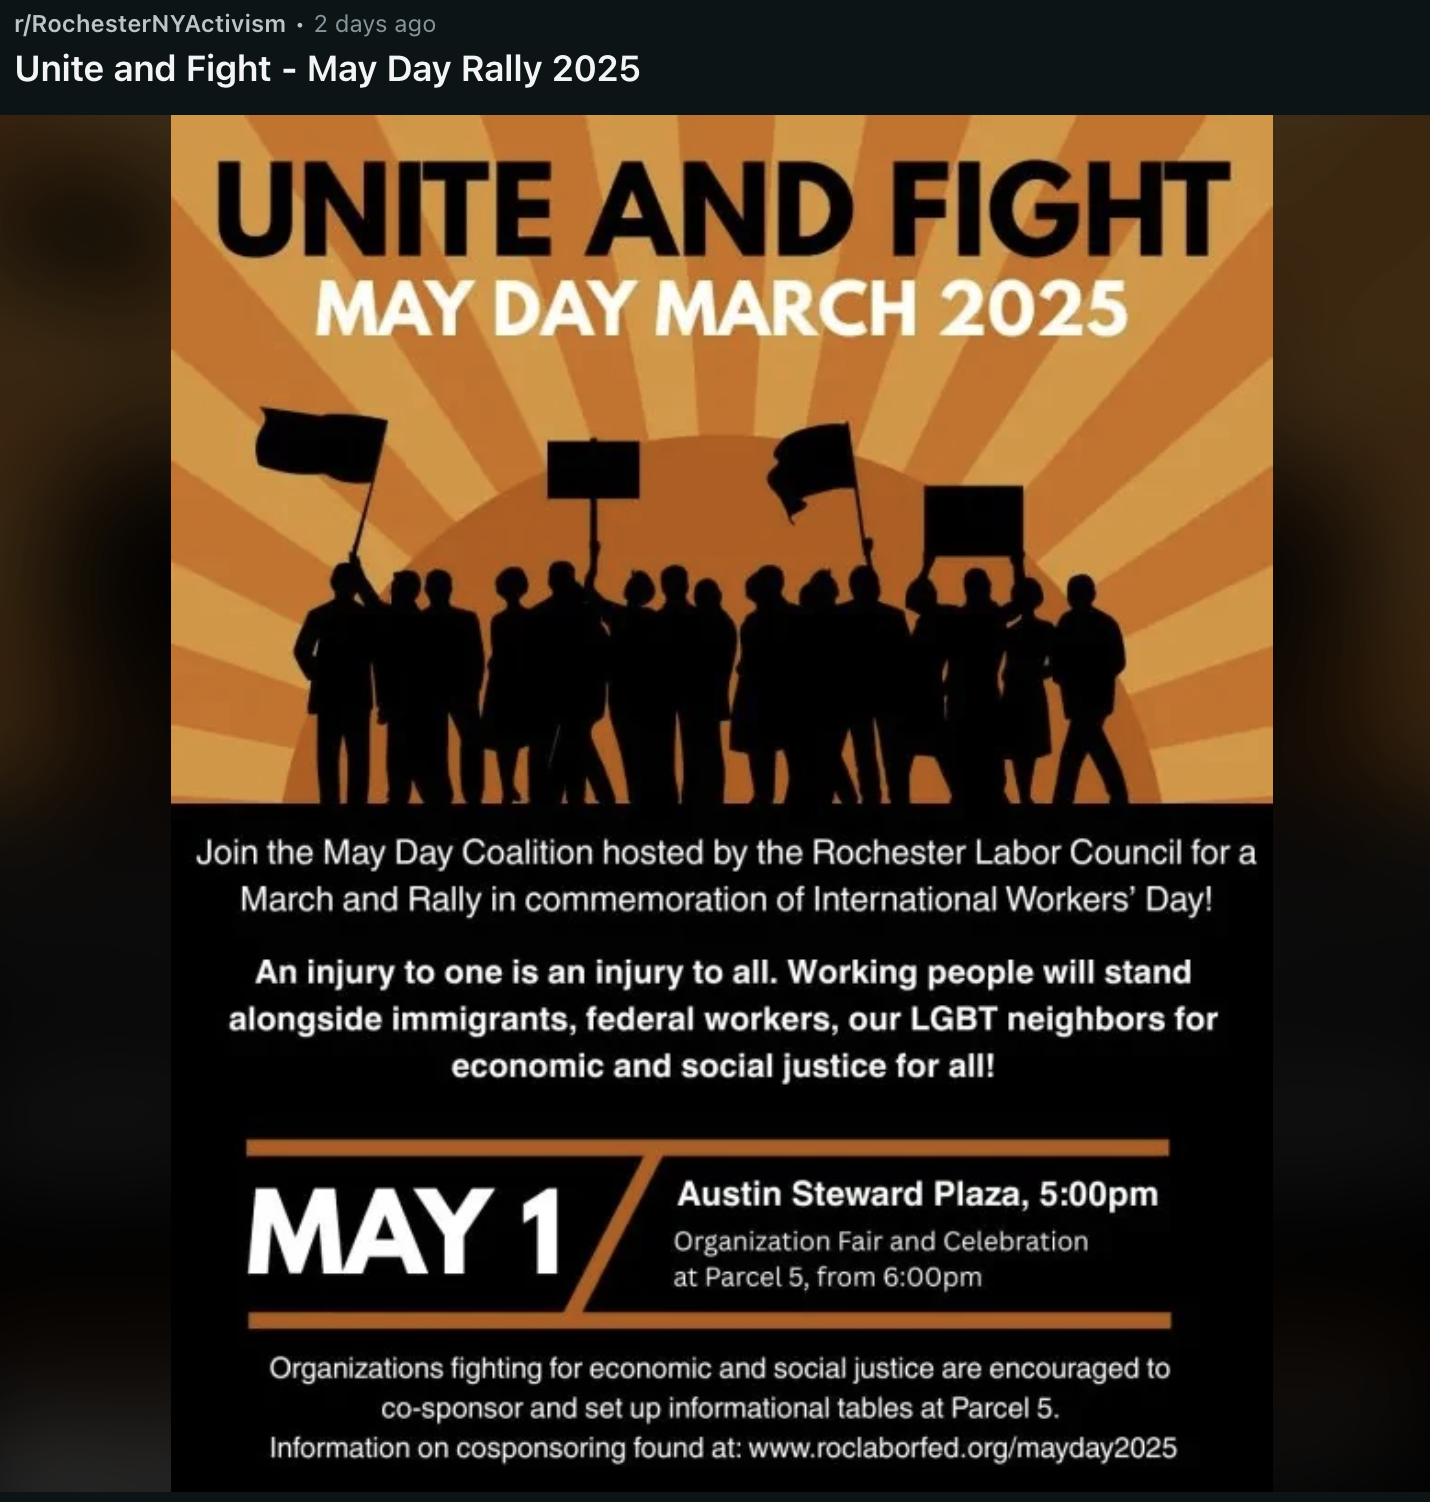 r/RochesterNYActivism • 2 days ago
Unite and Fight - May Day Rally 2025
UNITE AND FIGHT
MAY DAY MARCH 2025
Join the May Day Coalition hosted by the Rochester Labor Council for a
March and Rally in commemoration of International Workers’ Day!
An injury to one is an injury to all. Working people will stand
alongside immigrants, federal workers, our LGBT neighbors for
economic and social justice for all!
MAY 1
Austin Steward Plaza, 5:00pm
Organization Fair and Celebration
at Parcel 5, from 6:00pm
Organizations fighting for economic and social justice are encouraged to
co-sponsor and set up informational tables at Parcel 5.
Information on cosponsoring found at: www.roclaborfed.org/mayday2025